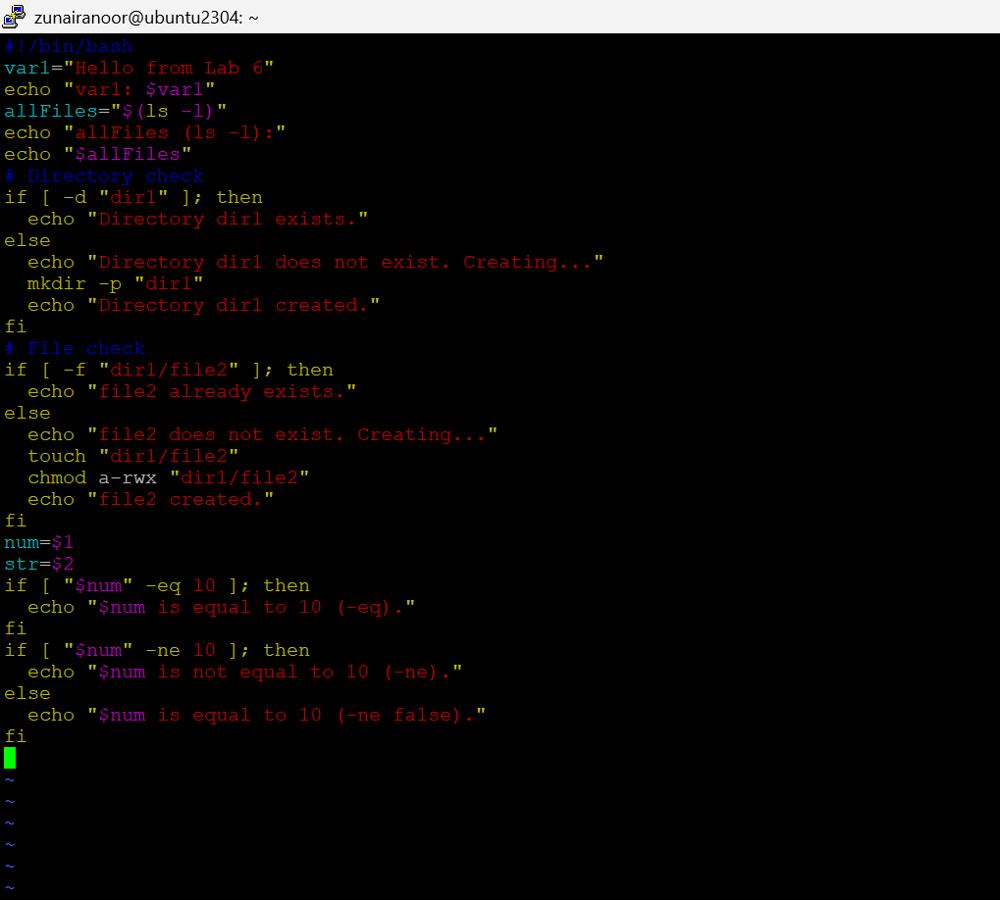 zunairanoor@ubuntu2304: ~
#!/bin/bash
var1="Hello from Lab 6"
echo "var1: $var1"
allFiles="$(ls -l)"
echo "allFiles (ls -l):"
echo "$allFiles"
# Directory check
if [ -d "dir1" ]; then
  echo "Directory dir1 exists."
else
  echo "Directory dir1 does not exist. Creating..."
  mkdir -p "dir1"
  echo "Directory dir1 created."
fi
# File check
if [ -f "dir1/file2" ]; then
  echo "file2 already exists."
else
  echo "file2 does not exist. Creating..."
  touch "dir1/file2"
  chmod a-rwx "dir1/file2"
  echo "file2 created."
fi
num=$1
str=$2
if [ "$num" -eq 10 ]; then
  echo "$num is equal to 10 (-eq)."
fi
if [ "$num" -ne 10 ]; then
  echo "$num is not equal to 10 (-ne)."
else
  echo "$num is equal to 10 (-ne false)."
fi
~
~
~
~
~
~